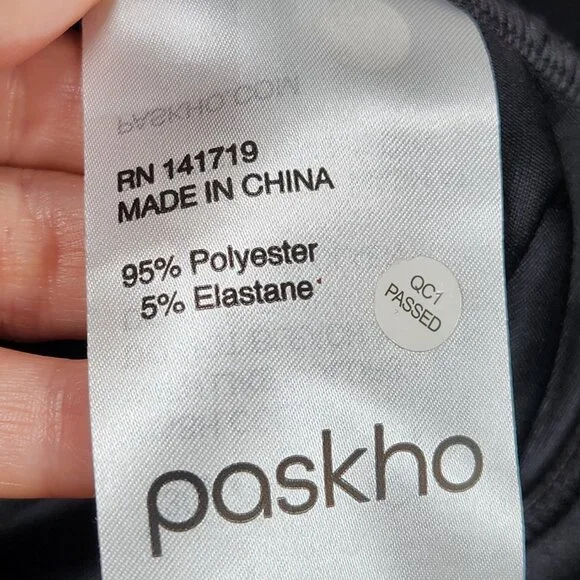 RN 141719
MADE IN CHINA
95% Polyester
5% Elastane
QC1
PASSED
paskho